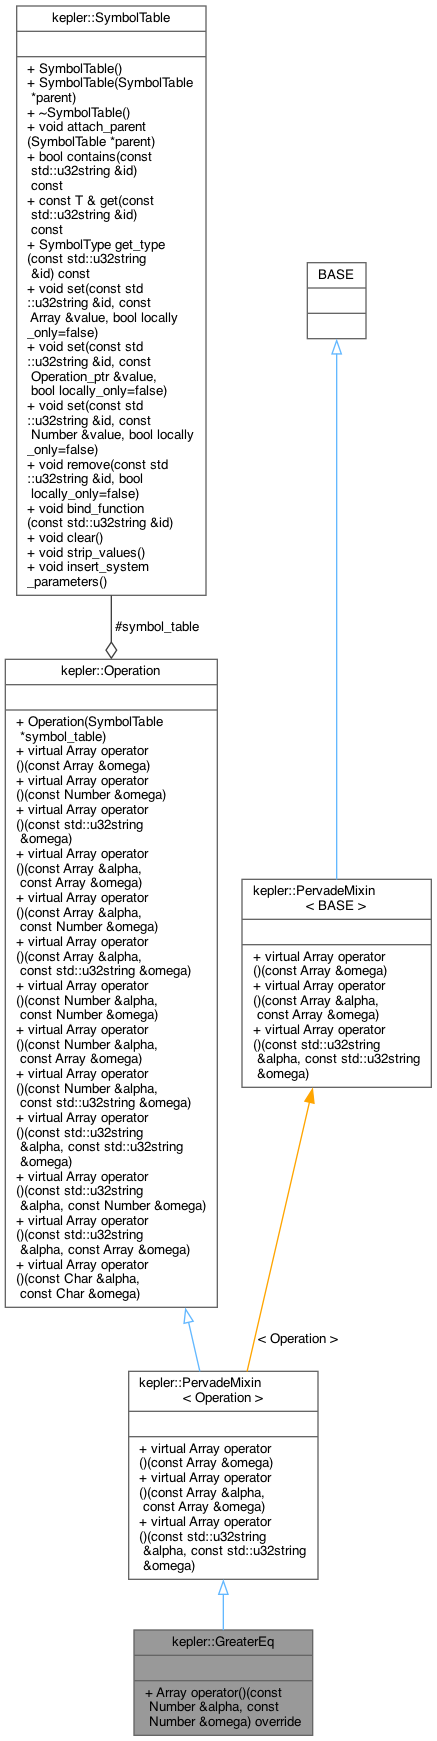 kepler::SymbolTable
+ SymbolTable()
+ SymbolTable(SymbolTable
*parent)
+ ~SymbolTable()
+ void attach_parent
(SymbolTable *parent)
+ bool contains(const
std::u32string &id)
const
+ const T & get(const
std::u32string &id)
const
+ SymbolType get_type
(const std::u32string
&id) const
+ void set(const std
::u32string &id, const
Array &value, bool locally
_only=false)
+ void set(const std
::u32string &id, const
Operation_ptr &value,
bool locally_only=false)
+ void set(const std
::u32string &id, const
Number &value, bool locally
_only=false)
+ void remove(const std
::u32string &id, bool
locally_only=false)
+ void bind_function
(const std::u32string &id)
+ void clear()
+ void strip_values()
+ void insert_system
_parameters()
BASE
#symbol_table
kepler::Operation
+ Operation(SymbolTable
*symbol_table)
+ virtual Array operator
()(const Array &omega)
+ virtual Array operator
()(const Number &omega)
+ virtual Array operator
()(const std::u32string
&omega)
+ virtual Array operator
()(const Array &alpha,
const Array &omega)
+ virtual Array operator
()(const Array &alpha,
const Number &omega)
+ virtual Array operator
()(const Array &alpha,
const std::u32string &omega)
+ virtual Array operator
()(const Number &alpha,
const Number &omega)
+ virtual Array operator
()(const Number &alpha,
const Array &omega)
+ virtual Array operator
()(const Number &alpha,
const std::u32string &omega)
+ virtual Array operator
()(const std::u32string
&alpha, const std::u32string
&omega)
+ virtual Array operator
()(const std::u32string
&alpha, const Number &omega)
+ virtual Array operator
()(const std::u32string
&alpha, const Array &omega)
+ virtual Array operator
()(const Char &alpha,
const Char &omega)
kepler::PervadeMixin
< BASE >
+ virtual Array operator
()(const Array &omega)
+ virtual Array operator
()(const Array &alpha,
const Array &omega)
+ virtual Array operator
()(const std::u32string
&alpha, const std::u32string
&omega)
< Operation >
kepler::PervadeMixin
< Operation >
+ virtual Array operator
()(const Array &omega)
+ virtual Array operator
()(const Array &alpha,
const Array &omega)
+ virtual Array operator
()(const std::u32string
&alpha, const std::u32string
&omega)
kepler::GreaterEq
+ Array operator()(const
Number &alpha, const
Number &omega) override